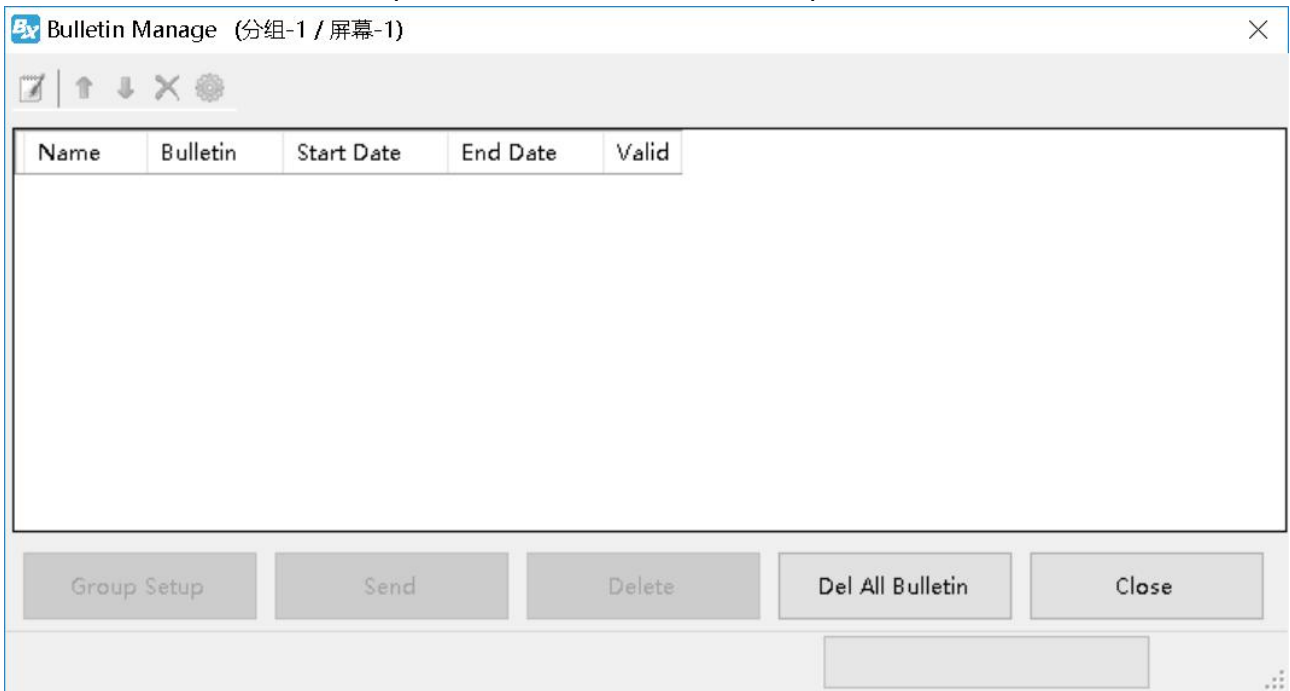 BX Bulletin Manage (分组-1 / 屏幕-1)
Name Bulletin Start Date End Date Valid
Group Setup Send Delete Del All Bulletin Close